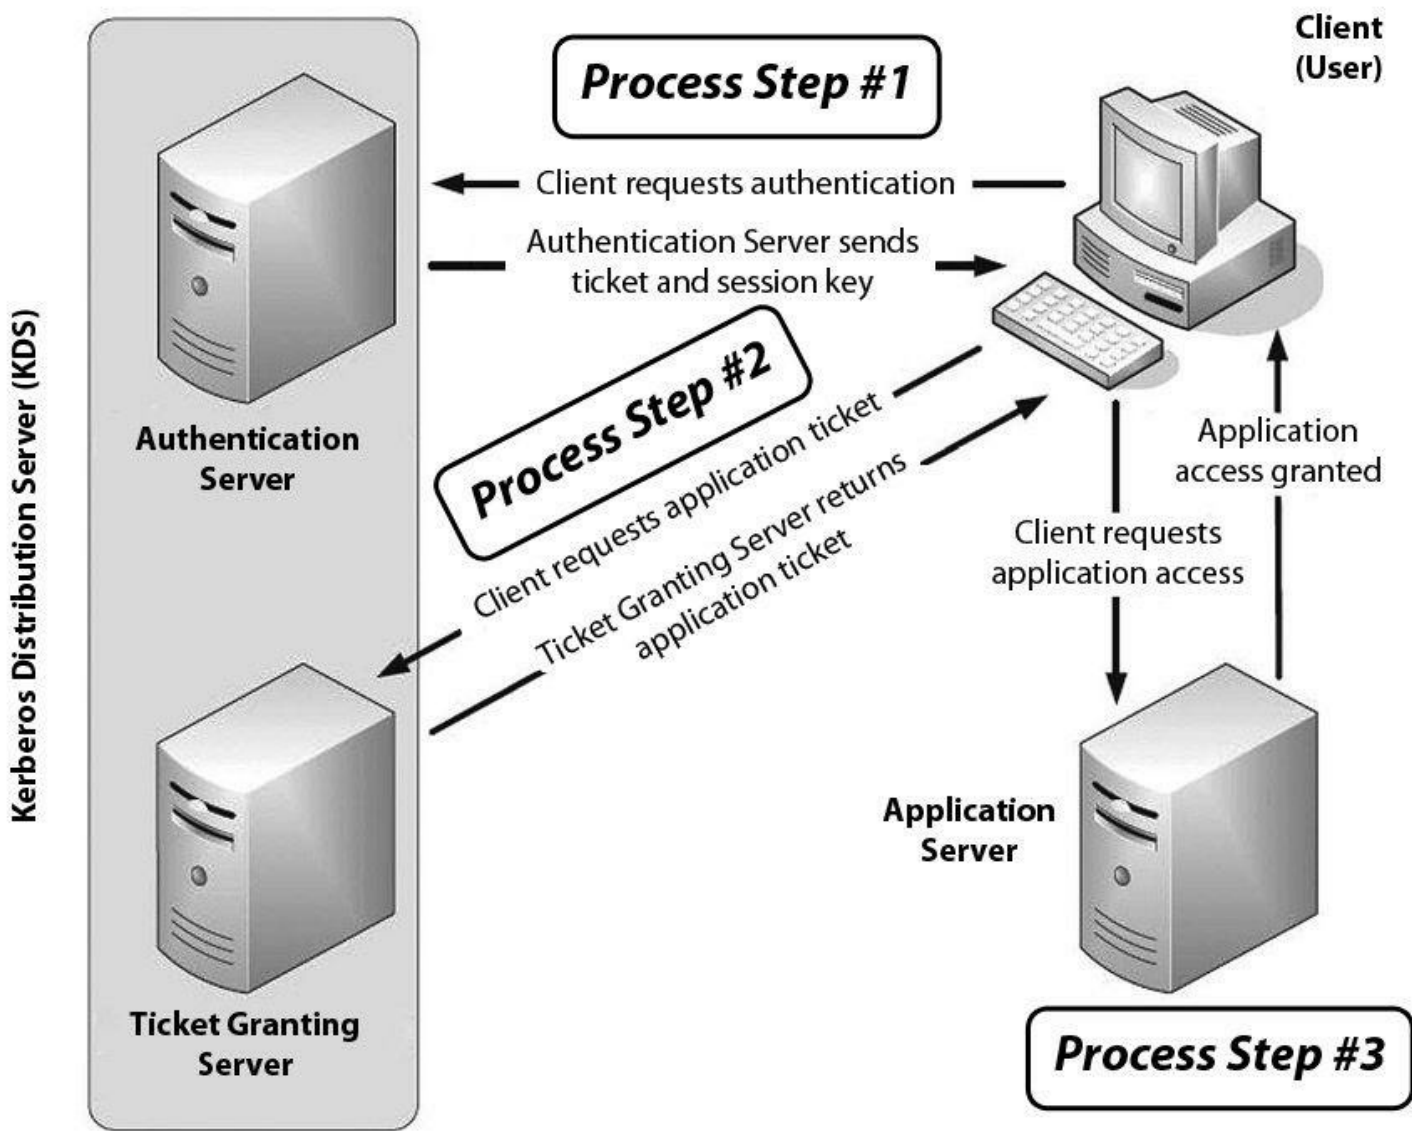 Client
(User)
Process Step #1
Client requests authentication
Authentication Server sends
ticket and session key
Kerberos Distribution Server (KDS)
Authentication
Server
Process Step #2
Client requests application ticket
Ticket Granting Server returns
application ticket
Application
access granted
Client requests
application access
Application
Server
Ticket Granting
Server
Process Step #3